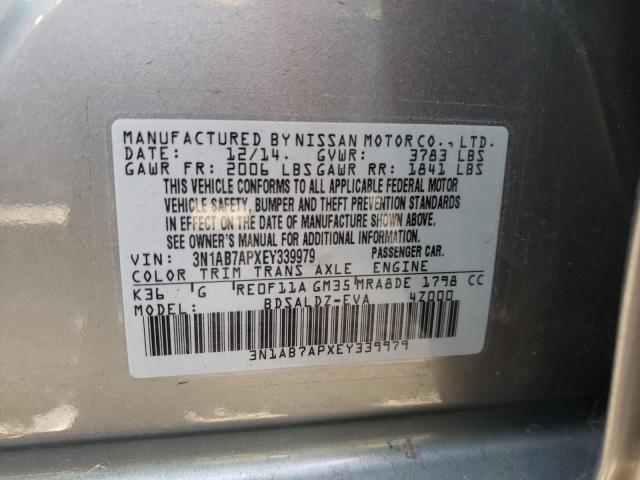 MANUFACTURED BY NISSAN MOTOR CO., LTD.
DATE: 12/14. GVWR: 3783 LBS
GAWR FR: 2006 LBS GAWR RR: 1841 LBS
THIS VEHICLE CONFORMS TO ALL APPLICABLE FEDERAL MOTOR
VEHICLE SAFETY, BUMPER AND THEFT PREVENTION STANDARDS
IN EFFECT ON THE DATE OF MANUFACTURE SHOWN ABOVE.
SEE OWNER'S MANUAL FOR ADDITIONAL INFORMATION.
VIN: 3N1AB7APXEY339979 PASSENGER CAR.
COLOR TRIM TRANS AXLE ENGINE
K36 G RE0F11A GM35 MRA8DE 1798 CC
MODEL: BDSALDZ-EVA 4Z000
3N1AB7APXEY339979